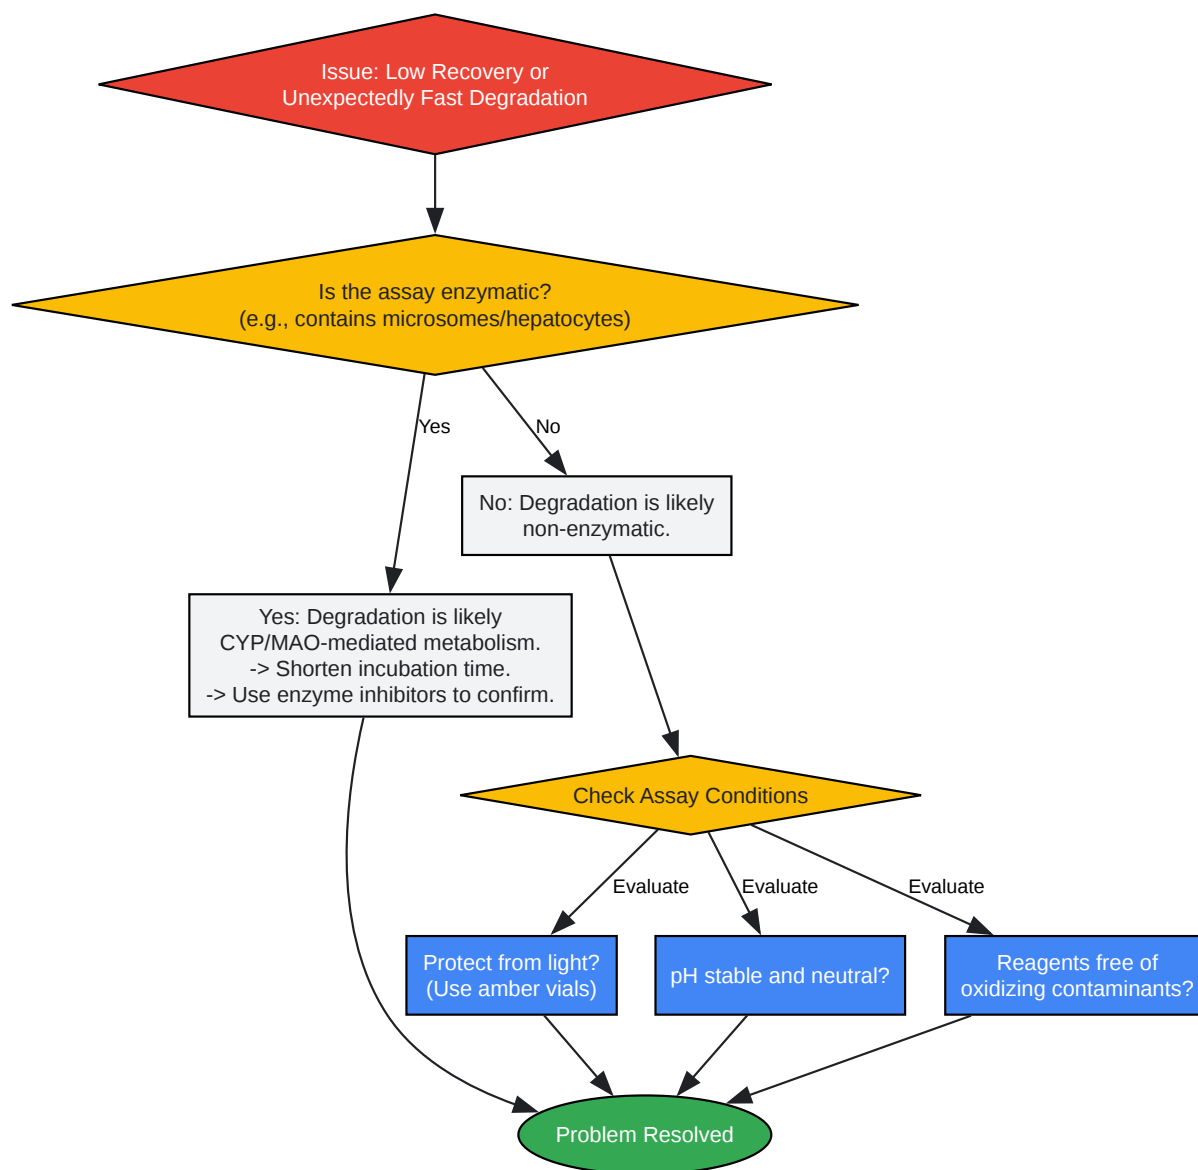 Issue: Low Recovery or
Unexpectedly Fast Degradation
Is the assay enzymatic?
(e.g., contains microsomes/hepatocytes)
Yes
No
No: Degradation is likely
non-enzymatic.
Yes: Degradation is likely
CYP/MAO-mediated metabolism.
-> Shorten incubation time.
-> Use enzyme inhibitors to confirm.
Check Assay Conditions
Evaluate
Evaluate
Evaluate
Protect from light?
(Use amber vials)
pH stable and neutral?
Reagents free of
oxidizing contaminants?
Problem Resolved